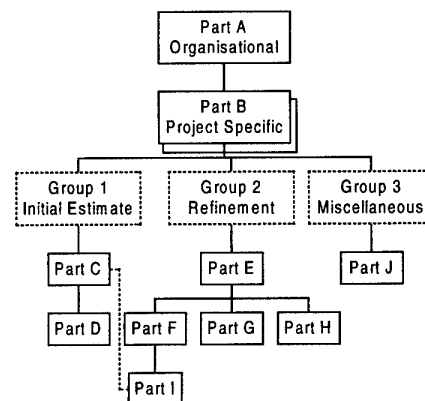 Part A
Organisational
Part B
Project Specific
Group 1
Initial Estimate
Group 2
Refinement
Group 3
Miscellaneous
Part C
Part E
Part J
Part D
Part F
Part G
Part H
Part I